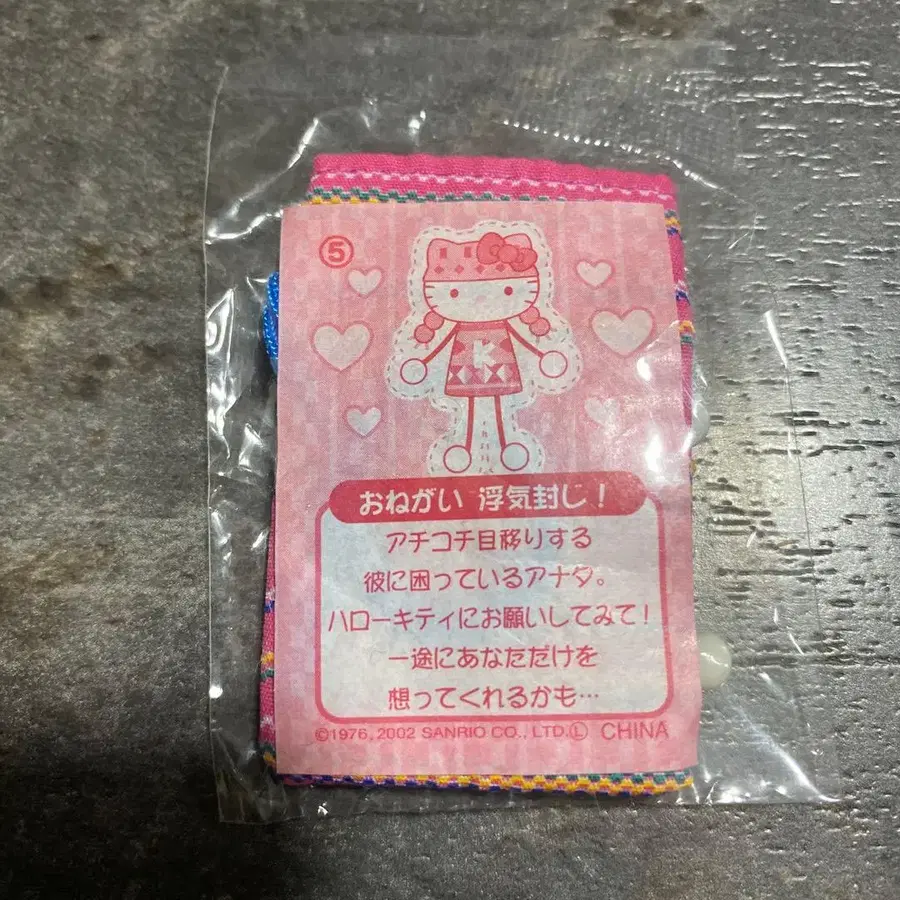 ⑤
K
おねがい 浮気封じ！
アチコチ目移りする
彼に困っているアナタ。
ハローキティにお願いしてみて！
一途にあなただけを
想ってくれるかも…
©1976, 2002 SANRIO CO., LTD.Ⓛ CHINA